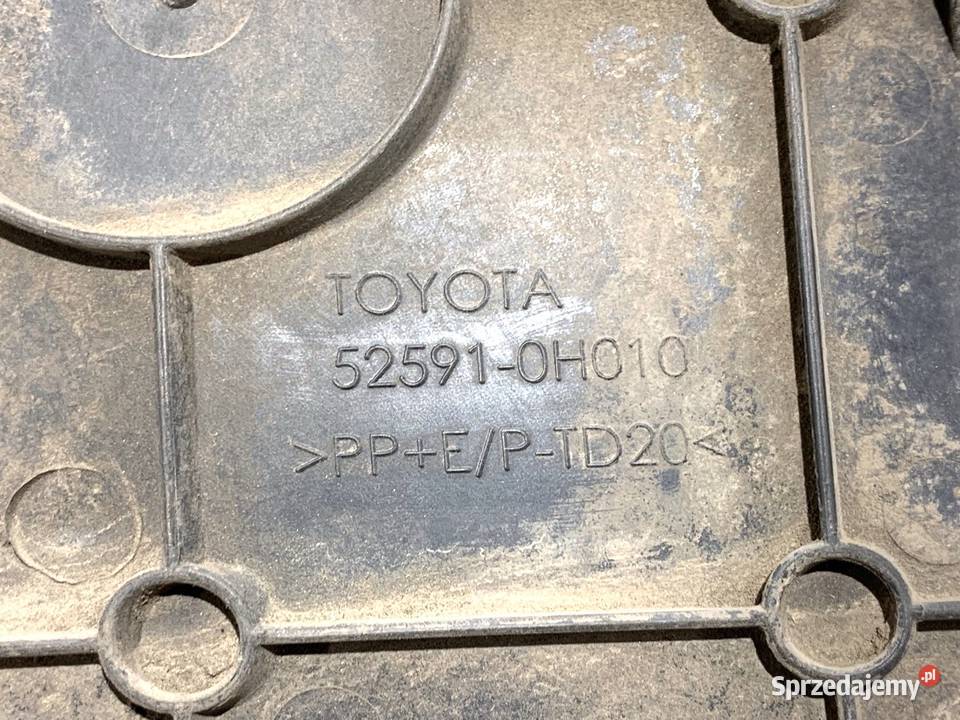 TOYOTA
52591-0H010
>PP+E/P-TD20<
Sprzedajemy.pl